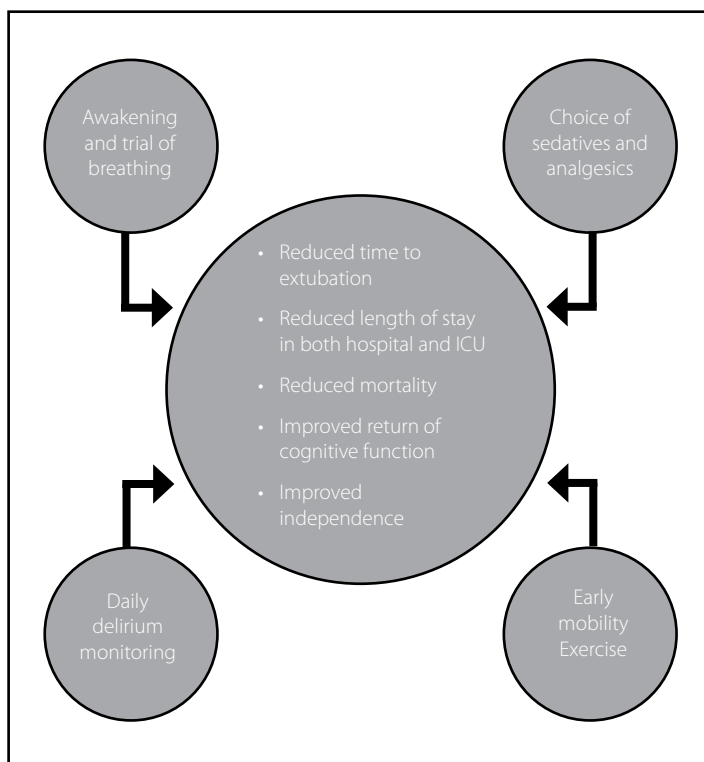 Awakening
and trial of
breathing
Choice of
sedatives and
analgesics
• Reduced time to
extubation
• Reduced length of stay
in both hospital and ICU
• Reduced mortality
• Improved return of
cognitive function
• Improved
independence
Daily
delirium
monitoring
Early
mobility
Exercise